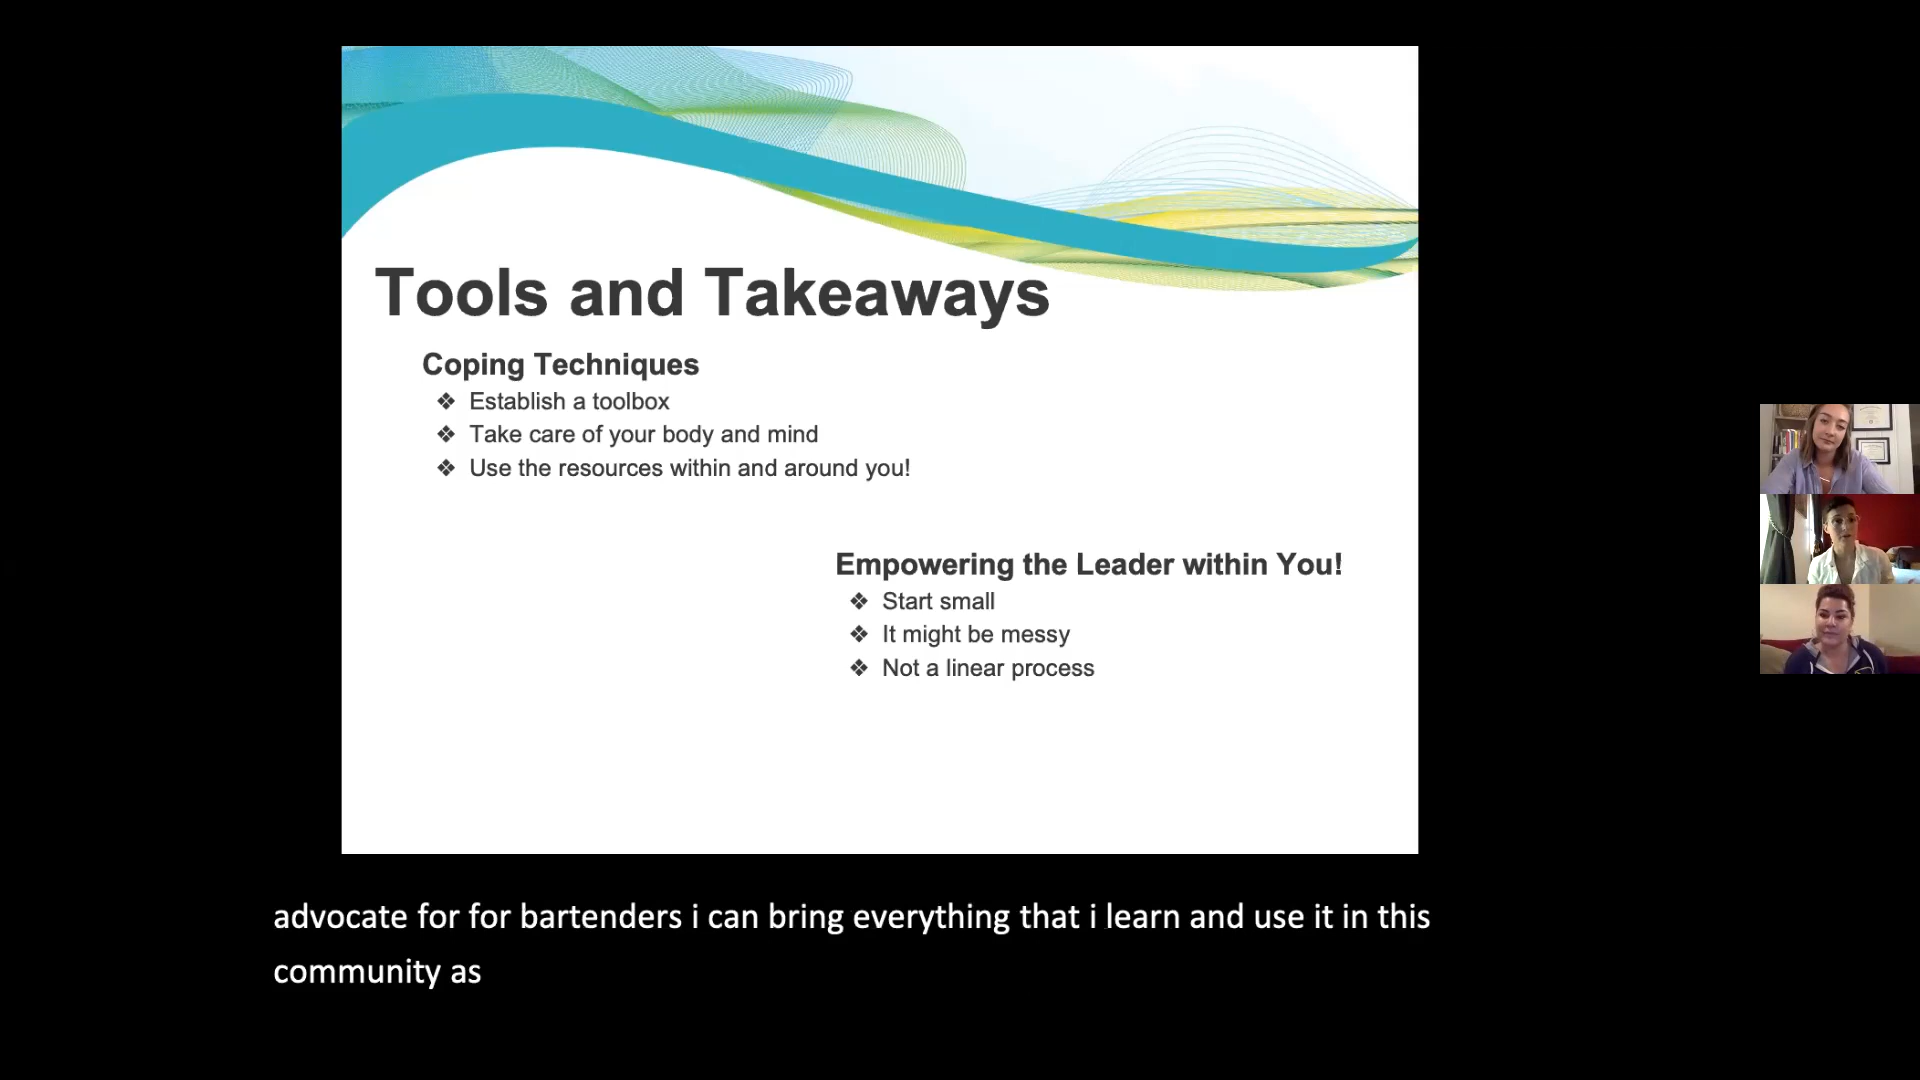 Tools and Takeaways
Coping Techniques
❖ Establish a toolbox
❖ Take care of your body and mind
❖ Use the resources within and around you!
Empowering the Leader within You!
❖ Start small
❖ It might be messy
❖ Not a linear process
advocate for for bartenders i can bring everything that i learn and use it in this
community as